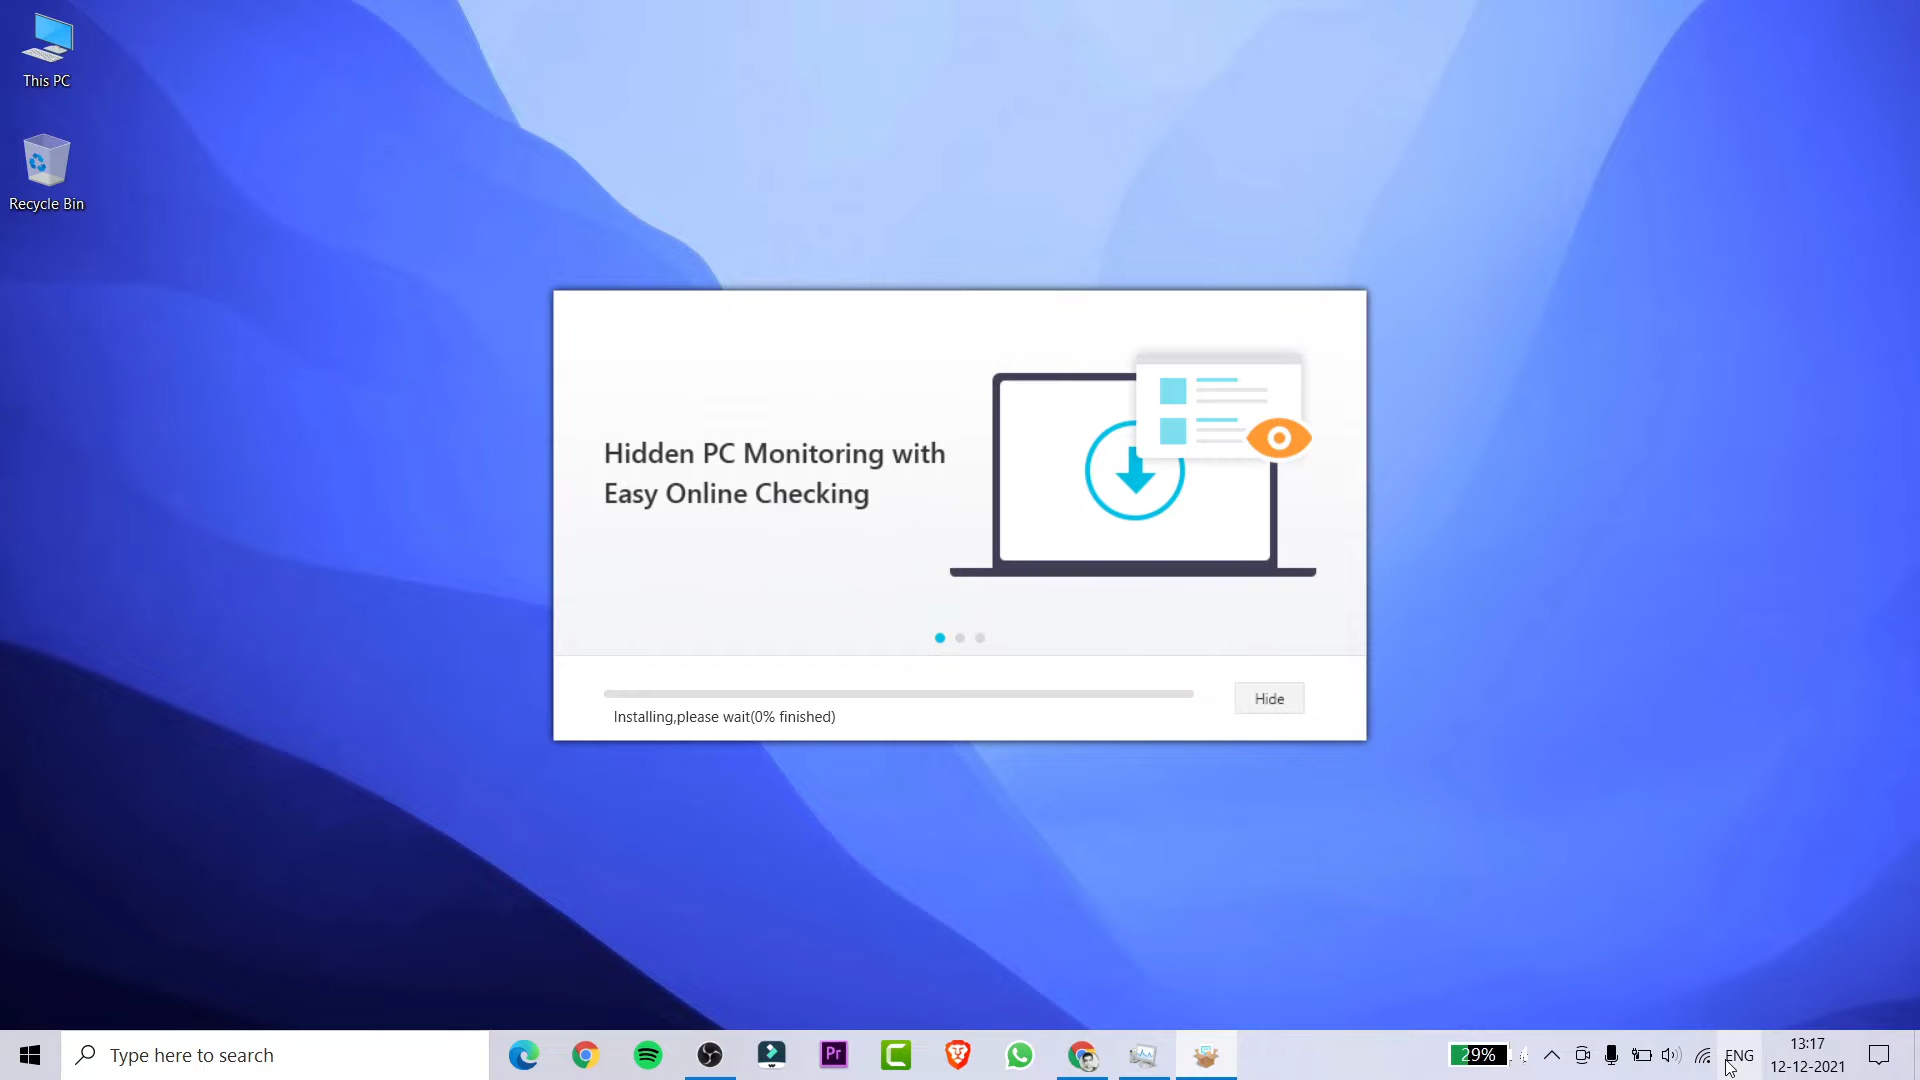 This PC
Recycle Bin
Hidden PC Monitoring with
Easy Online Checking
Installing,please wait(0% finished)
Hide
Type here to search
Pr
29%
ENG
13:17
12-12-2021